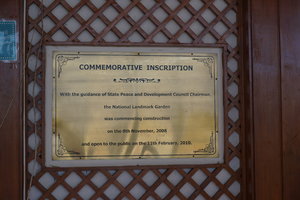 COMMEMORATIVE INSCRIPTION
With the guidance of State Peace and Development Council Chairman,
the National Landmark Garden
was commencing construction
on the 8th November, 2008
and open to the public on the 11th February, 2010.